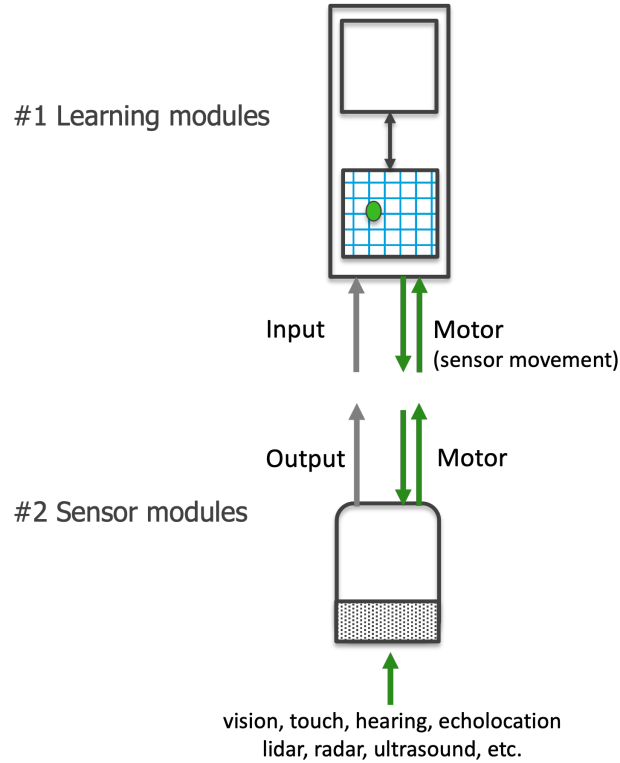 #1 Learning modules
Input
Motor
(sensor movement)
Output
Motor
#2 Sensor modules
vision, touch, hearing, echolocation
lidar, radar, ultrasound, etc.